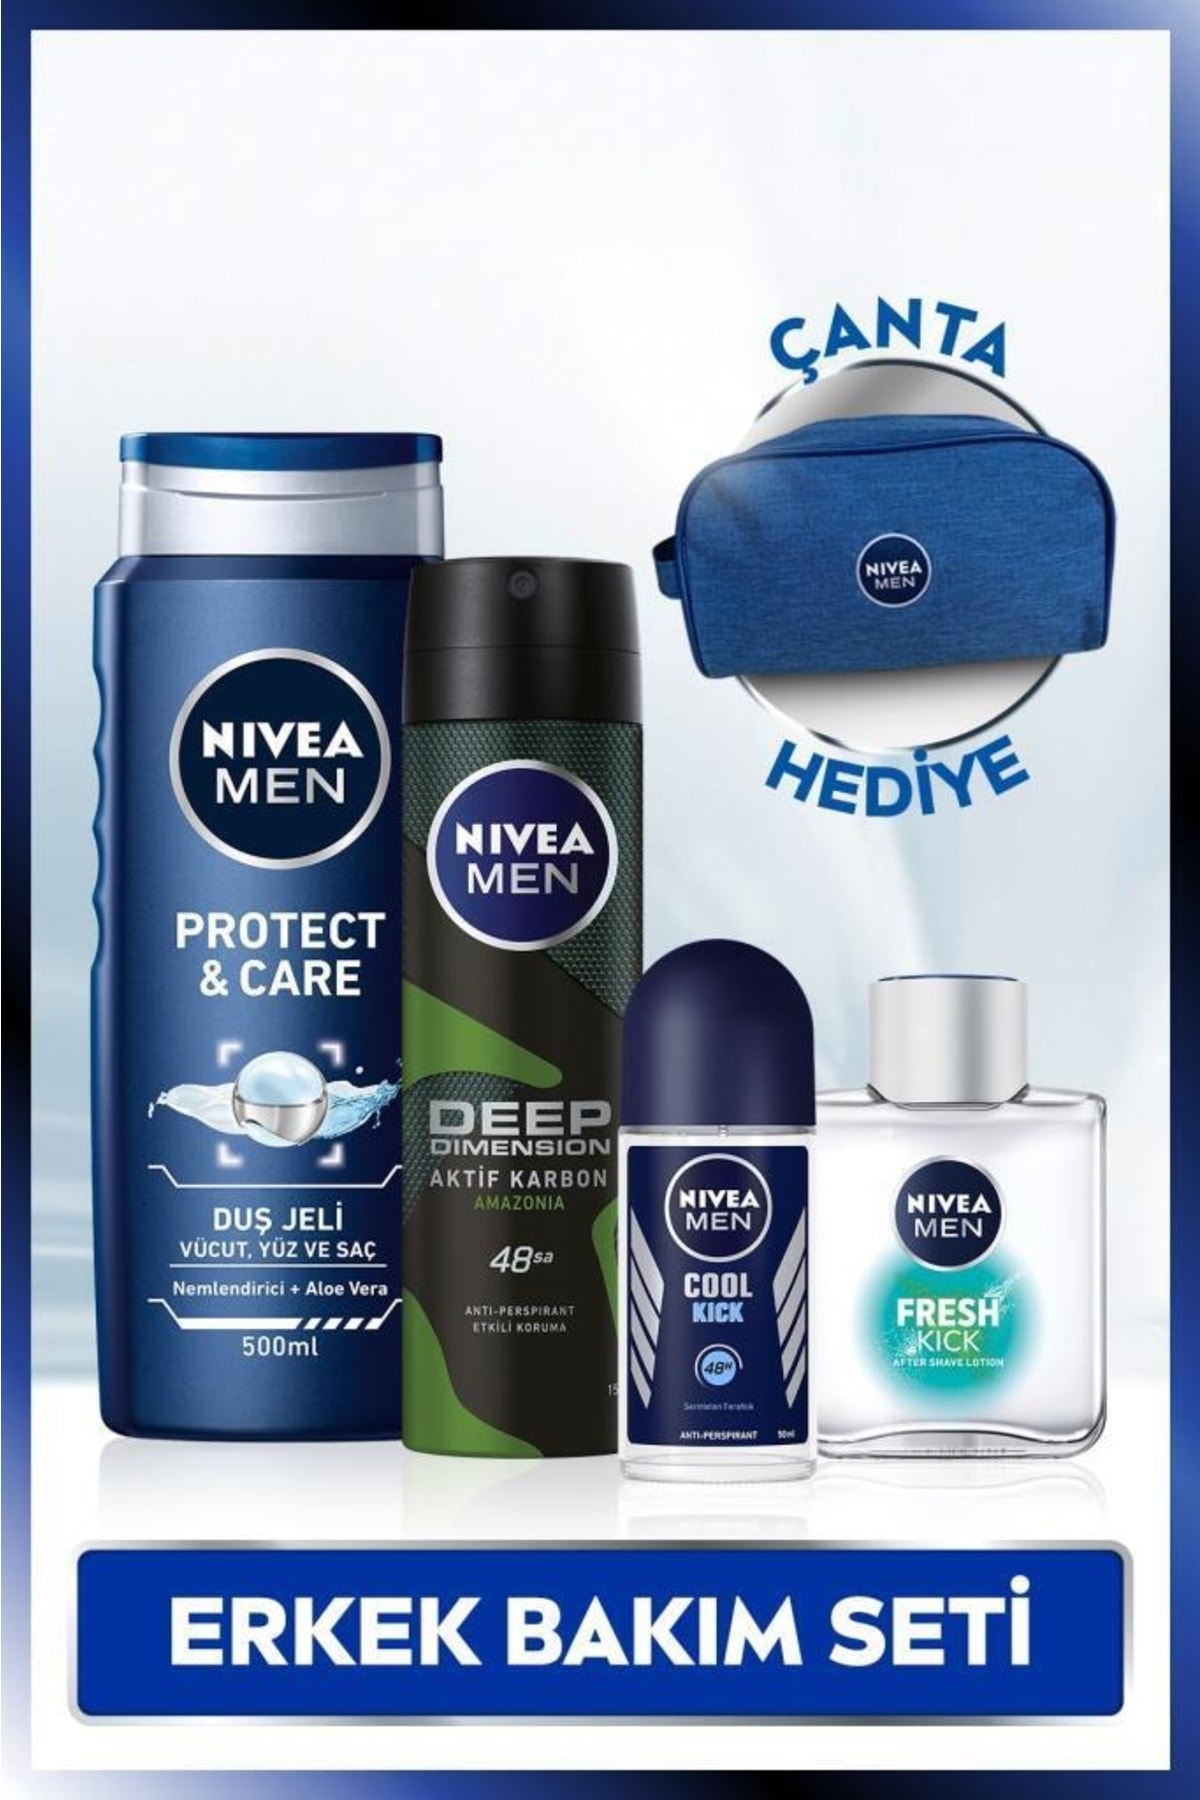 ÇANTA
NIVEA
MEN
HEDİYE
NIVEA
MEN
PROTECT
& CARE
DUŞ JELİ
VÜCUT, YÜZ VE SAÇ
Nemlendirici + Aloe Vera
500ml
NIVEA
MEN
DEEP
DIMENSION
AKTİF KARBON
AMAZONIA
48sa
ANTI-PERSPIRANT
ETKİLİ KORUMA
NIVEA
MEN
COOL
KICK
48H
ANTI-PERSPIRANT 50ml
NIVEA
MEN
FRESH
KICK
AFTER SHAVE LOTION
ERKEK BAKIM SETİ